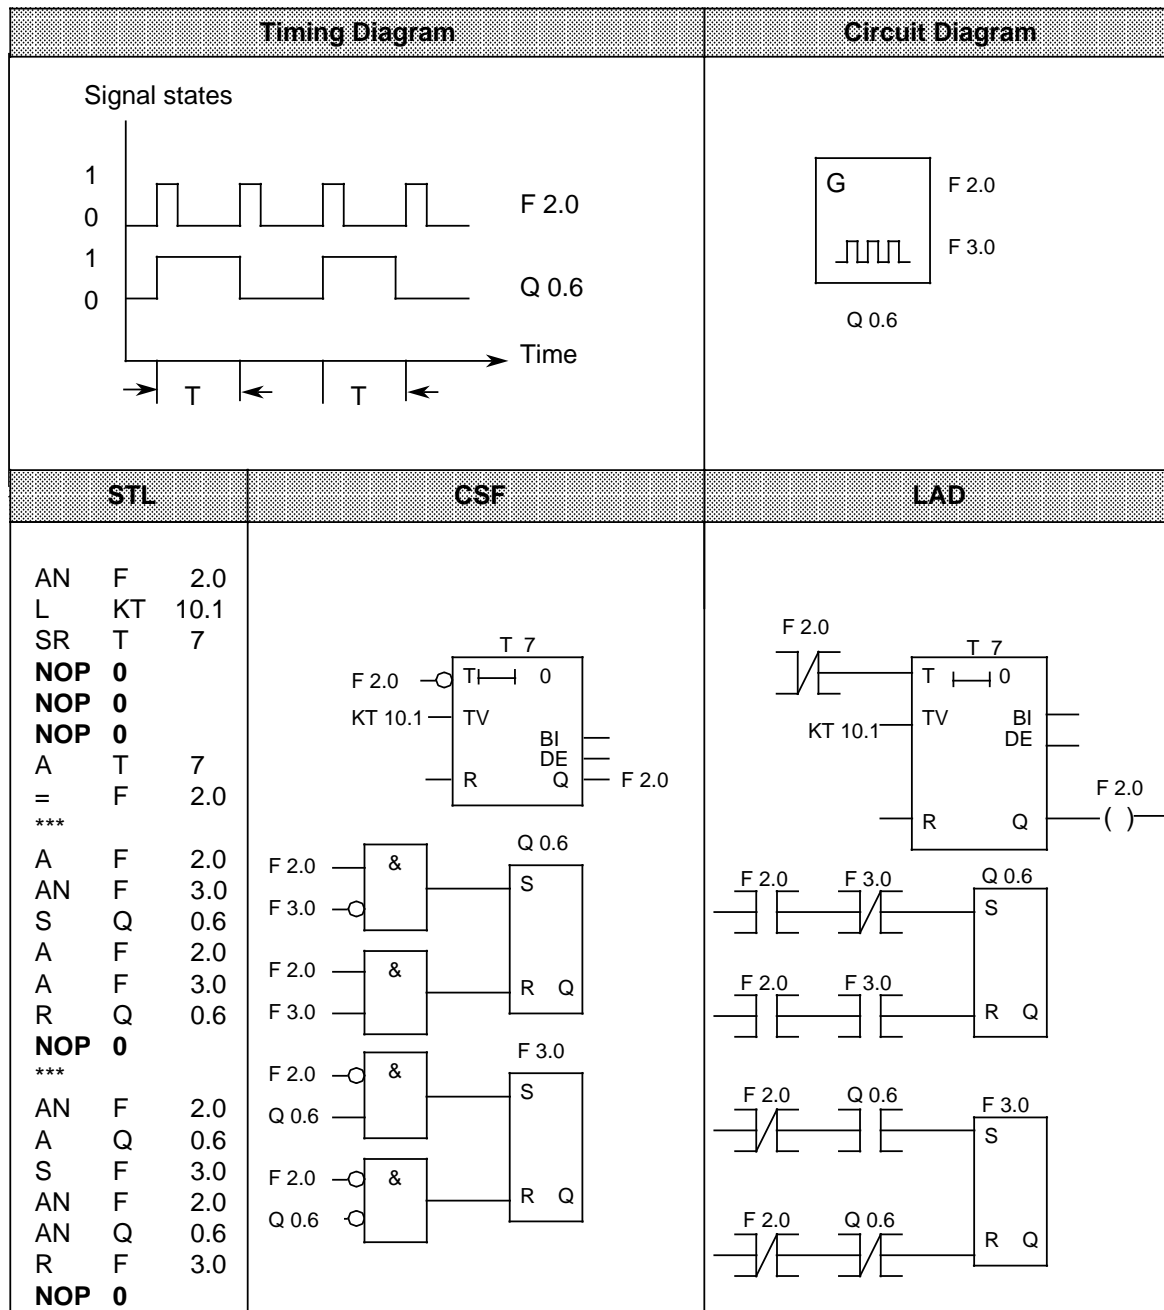 Timing Diagram
Circuit Diagram
Signal states
1
0
F 2.0
1
0
Q 0.6
Time
T
T
G
F 2.0
F 3.0
Q 0.6
STL
CSF
LAD
AN F 2.0
L KT 10.1
SR T 7
NOP 0
NOP 0
NOP 0
A T 7
= F 2.0
***
A F 2.0
AN F 3.0
S Q 0.6
A F 2.0
A F 3.0
R Q 0.6
NOP 0
***
AN F 2.0
A Q 0.6
S F 3.0
AN F 2.0
AN Q 0.6
R F 3.0
NOP 0
T 7
F 2.0 T 0
KT 10.1 TV
BI
DE
R Q F 2.0
Q 0.6
F 2.0 & S
F 3.0
F 2.0 &
R Q
F 3.0
F 3.0
F 2.0 & S
Q 0.6
F 2.0 &
R Q
Q 0.6
F 2.0
T 7
T 0
KT 10.1 TV BI
DE
F 2.0
R Q ( )
F 2.0 F 3.0 Q 0.6
S
F 2.0 F 3.0
R Q
F 2.0 Q 0.6 F 3.0
S
F 2.0 Q 0.6
R Q